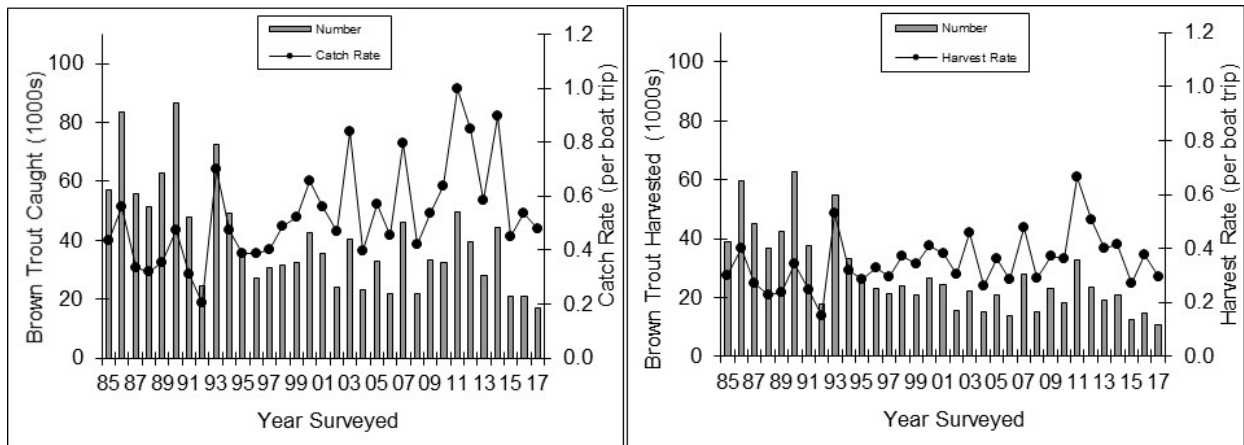 Number
Catch Rate
Brown Trout Caught (1000s)
100
80
60
40
20
0
1.2
1.0
0.8
0.6
0.4
0.2
0.0
Catch Rate (per boat trip)
85 87 89 91 93 95 97 99 01 03 05 07 09 11 13 15 17
Year Surveyed
Number
Harvest Rate
Brown Trout Harvested (1000s)
100
80
60
40
20
0
1.2
1.0
0.8
0.6
0.4
0.2
0.0
Harvest Rate (per boat trip)
85 87 89 91 93 95 97 99 01 03 05 07 09 11 13 15 17
Year Surveyed